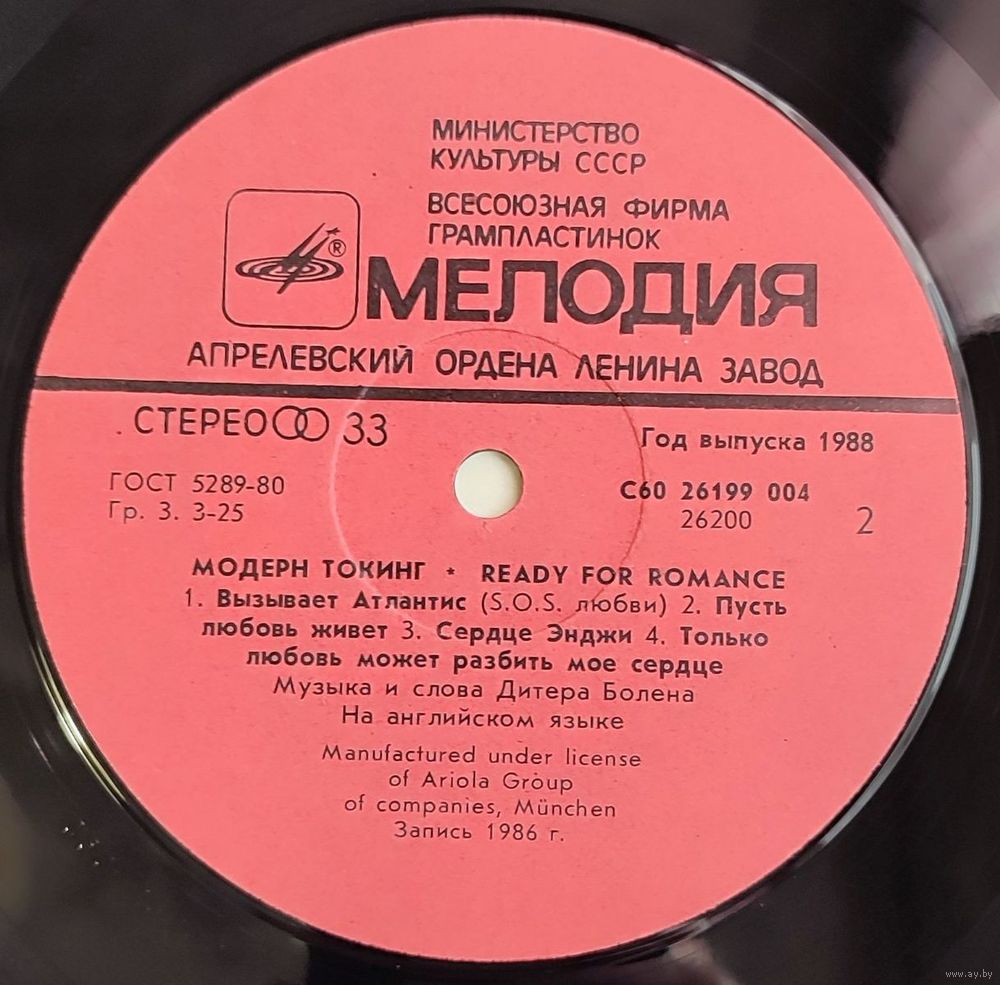 МИНИСТЕРСТВО
КУЛЬТУРЫ СССР
ВСЕСОЮЗНАЯ ФИРМА
ГРАМПЛАСТИНОК
®
МЕЛОДИЯ
АПРЕЛЕВСКИЙ ОРДЕНА ЛЕНИНА ЗАВОД
СТЕРЕО 33
Год выпуска 1988
ГОСТ 5289-80
Гр. 3. 3-25
С60 26199 004
26200
2
МОДЕРН ТОКИНГ * READY FOR ROMANCE
1. Вызывает Атлантис (S.O.S. любви) 2. Пусть
любовь живет 3. Сердце Энджи 4. Только
любовь может разбить мое сердце
Музыка и слова Дитера Болена
На английском языке
Manufactured under license
of Ariola Group
of companies, München
Запись 1986 г.
www.ay.by